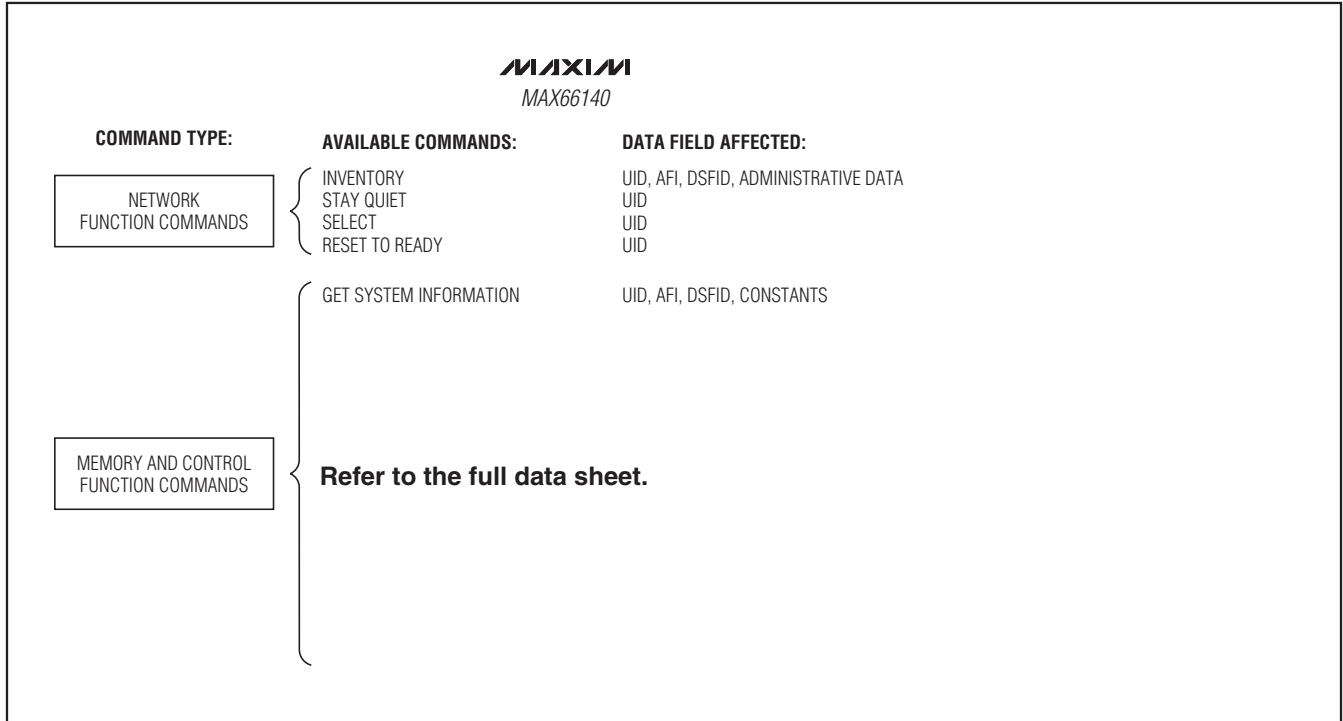 MAXIM
MAX66140
COMMAND TYPE: AVAILABLE COMMANDS: DATA FIELD AFFECTED:
NETWORK
FUNCTION COMMANDS
INVENTORY UID, AFI, DSFID, ADMINISTRATIVE DATA
STAY QUIET UID
SELECT UID
RESET TO READY UID
GET SYSTEM INFORMATION UID, AFI, DSFID, CONSTANTS
MEMORY AND CONTROL
FUNCTION COMMANDS
Refer to the full data sheet.